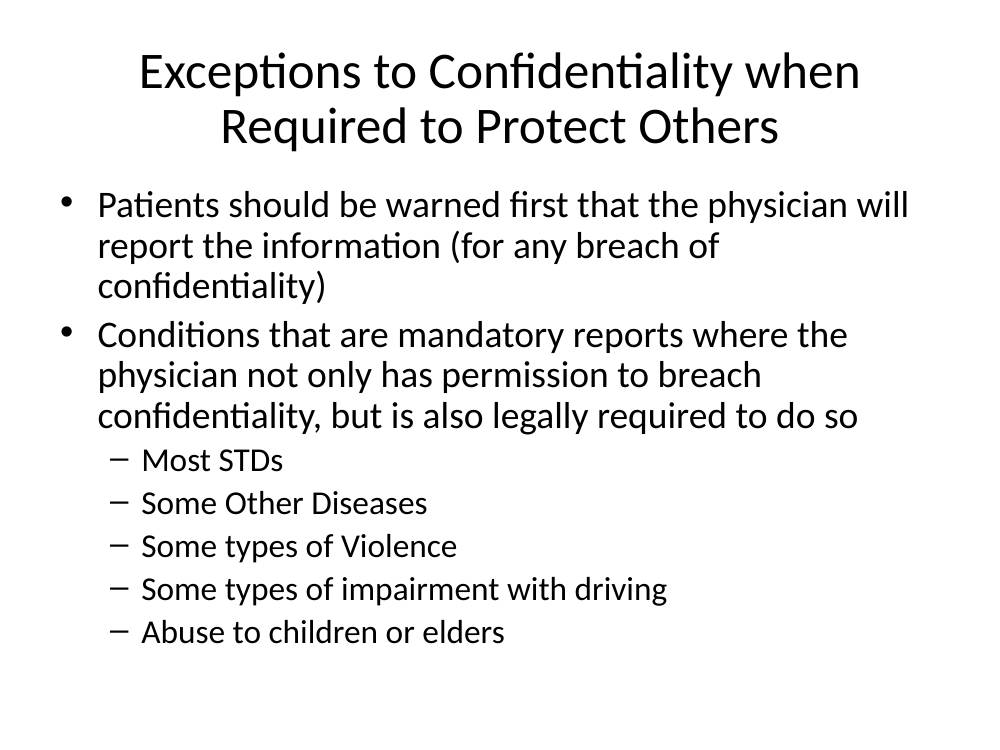 Exceptions to Confidentiality when
Required to Protect Others
• Patients should be warned first that the physician will
report the information (for any breach of
confidentiality)
• Conditions that are mandatory reports where the
physician not only has permission to breach
confidentiality, but is also legally required to do so
– Most STDs
– Some Other Diseases
– Some types of Violence
– Some types of impairment with driving
– Abuse to children or elders